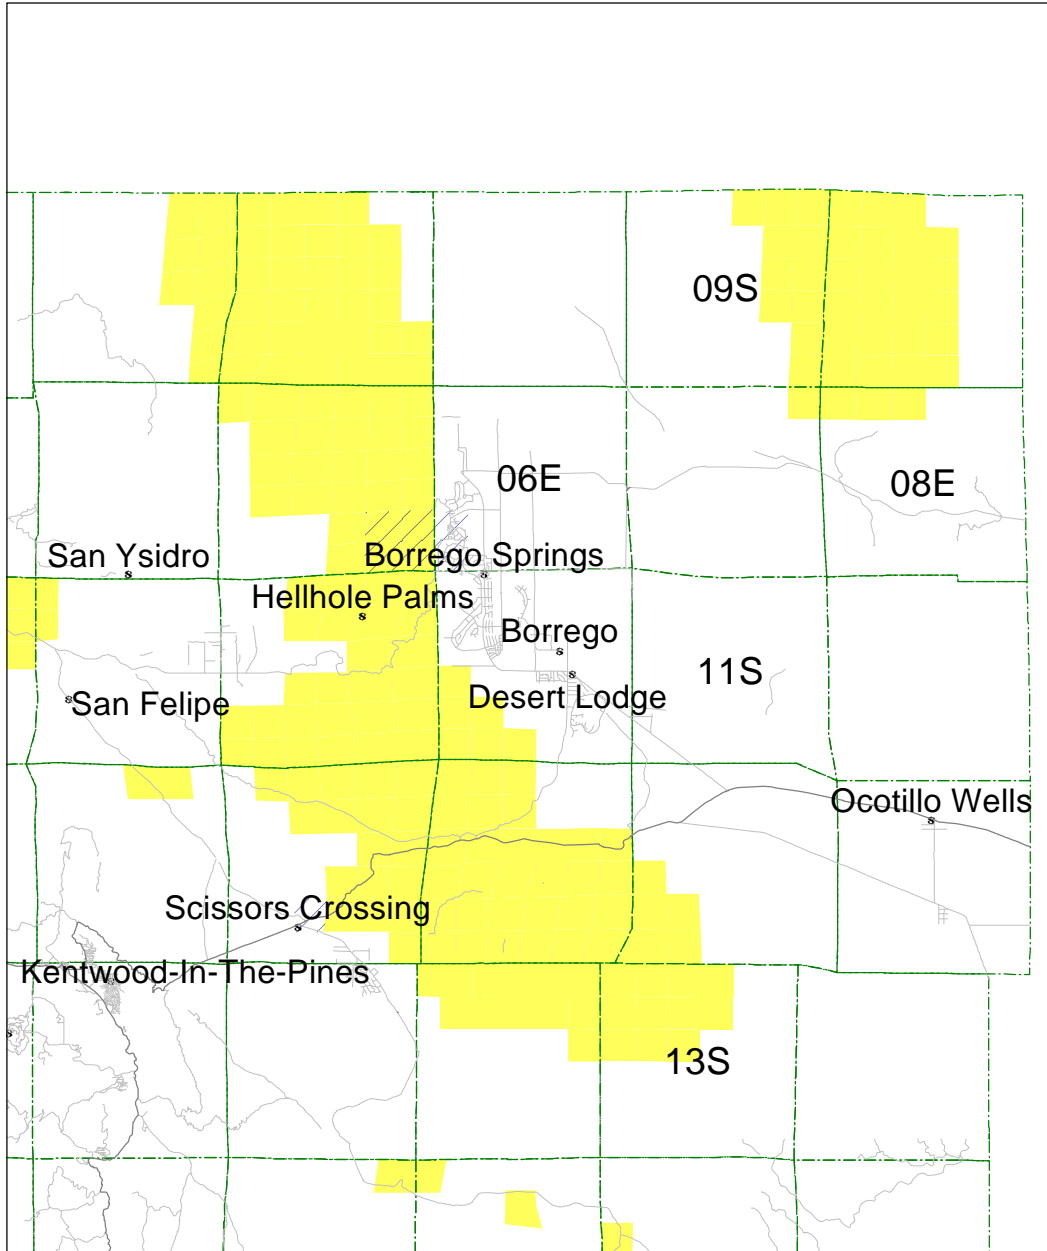 09S
06E
08E
San Ysidro
Borrego Springs
Hellhole Palms
Borrego
11S
San Felipe
Desert Lodge
Ocotillo Wells
Scissors Crossing
Kentwood-In-The-Pines
13S